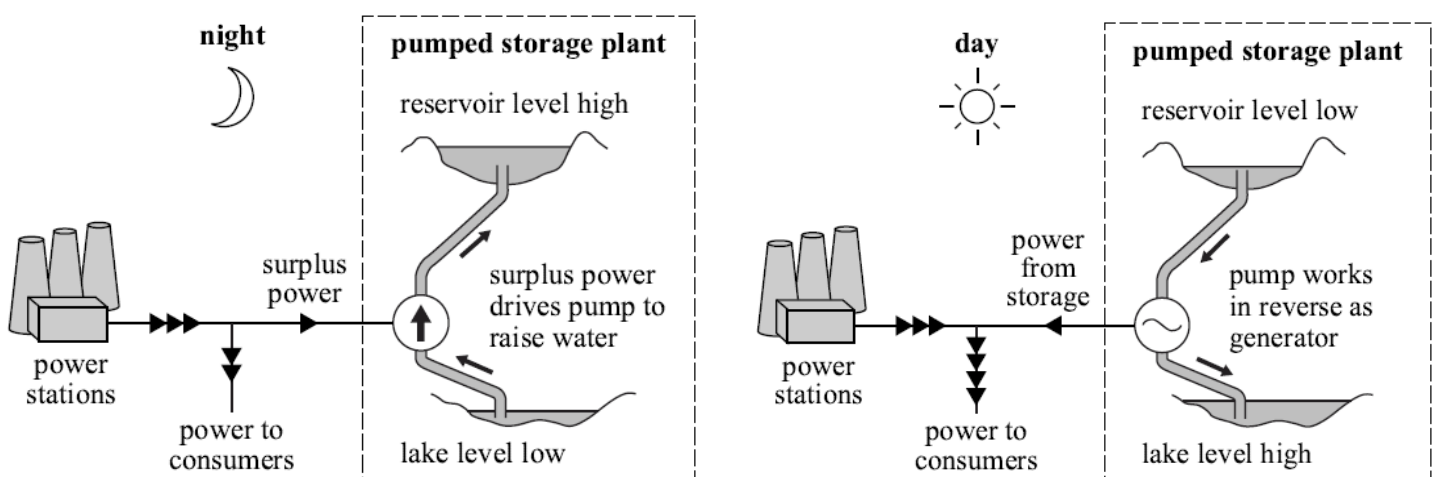 night
pumped storage plant
reservoir level high
surplus
power
surplus power
drives pump to
raise water
power
stations
power to
consumers
lake level low
day
pumped storage plant
reservoir level low
power
from
storage
pump works
in reverse as
generator
power
stations
power to
consumers
lake level high